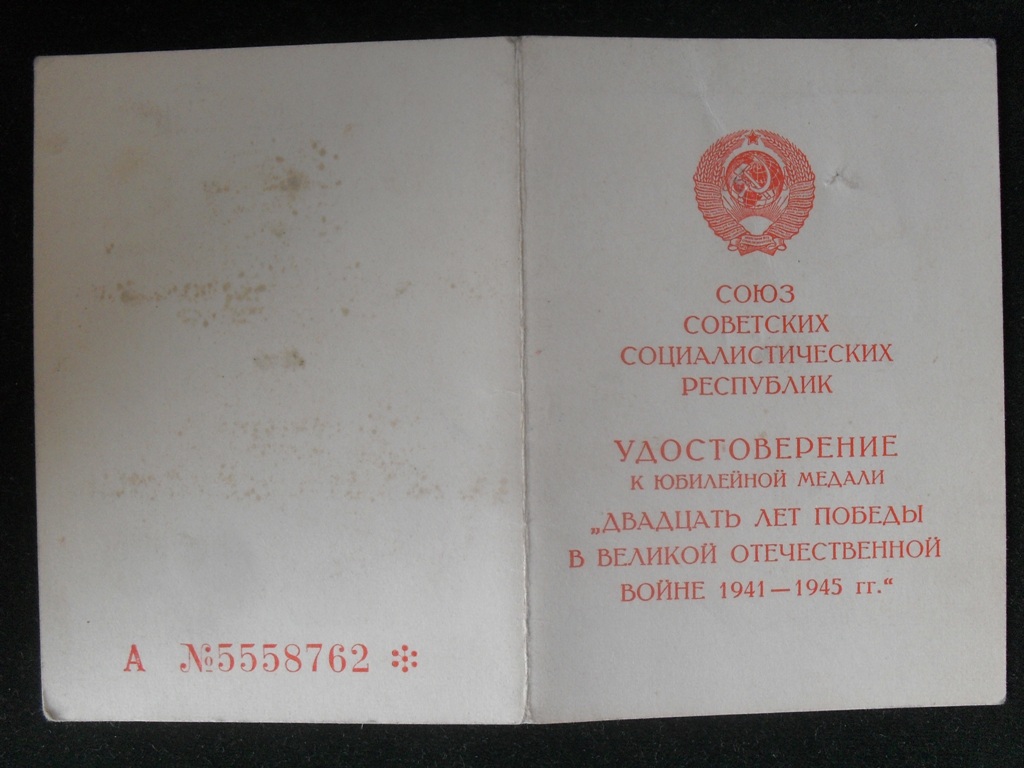 А №5558762
СОЮЗ
СОВЕТСКИХ
СОЦИАЛИСТИЧЕСКИХ
РЕСПУБЛИК
УДОСТОВЕРЕНИЕ
К ЮБИЛЕЙНОЙ МЕДАЛИ
„ДВАДЦАТЬ ЛЕТ ПОБЕДЫ
В ВЕЛИКОЙ ОТЕЧЕСТВЕННОЙ
ВОЙНЕ 1941—1945 гг.“